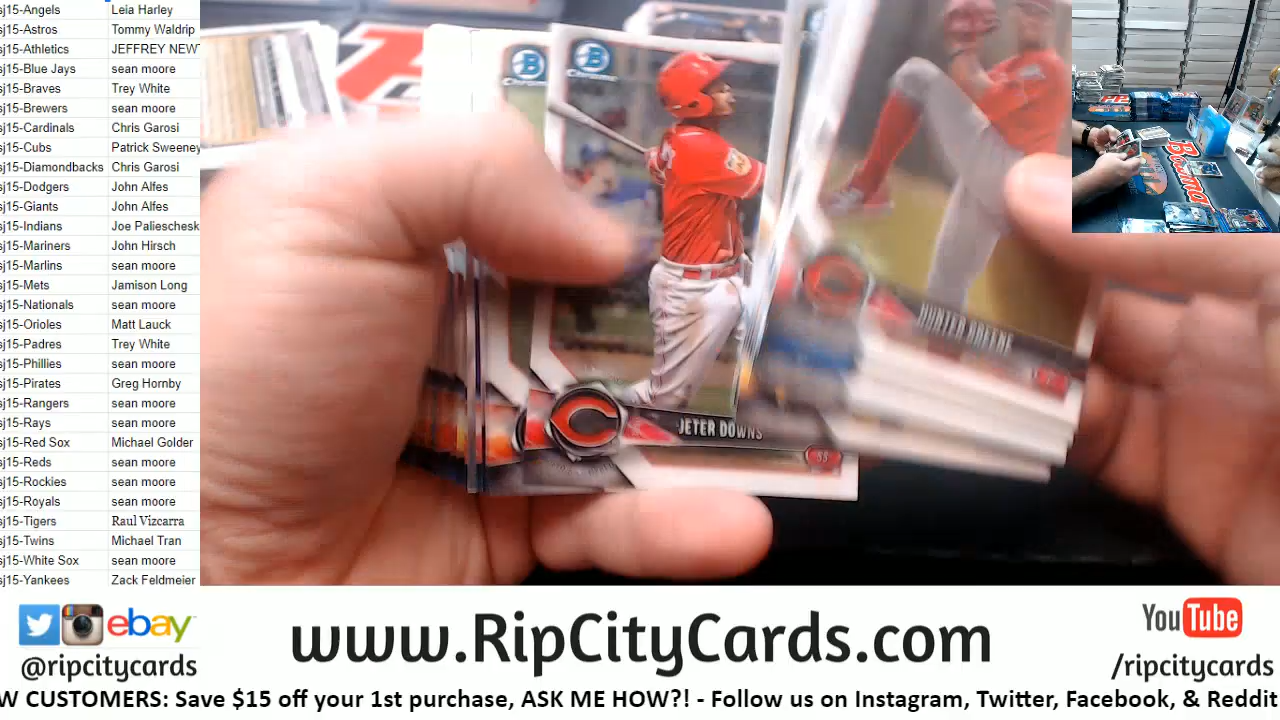 sj15-Angels Leia Harley
sj15-Astros Tommy Waldrip
sj15-Athletics JEFFREY NEW
sj15-Blue Jays sean moore
sj15-Braves Trey White
sj15-Brewers sean moore
sj15-Cardinals Chris Garosi
sj15-Cubs Patrick Sweeney
sj15-Diamondbacks Chris Garosi
sj15-Dodgers John Alfes
sj15-Giants John Alfes
sj15-Indians Joe Palieschesk
sj15-Mariners John Hirsch
sj15-Marlins sean moore
sj15-Mets Jamison Long
sj15-Nationals sean moore
sj15-Orioles Matt Lauck
sj15-Padres Trey White
sj15-Phillies sean moore
sj15-Pirates Greg Hornby
sj15-Rangers sean moore
sj15-Rays sean moore
sj15-Red Sox Michael Golder
sj15-Reds sean moore
sj15-Rockies sean moore
sj15-Royals sean moore
sj15-Tigers Raul Vizcarra
sj15-Twins Michael Tran
sj15-White Sox sean moore
sj15-Yankees Zack Feldmeier
B Chrome
B Chrome
HUNTER GREENE
C JETER DOWNS
SS
Bowma
ebay
@ripcitycards
www.RipCityCards.com
YouTube
/ripcitycards
W CUSTOMERS: Save $15 off your 1st purchase, ASK ME HOW?! - Follow us on Instagram, Twitter, Facebook, & Reddit